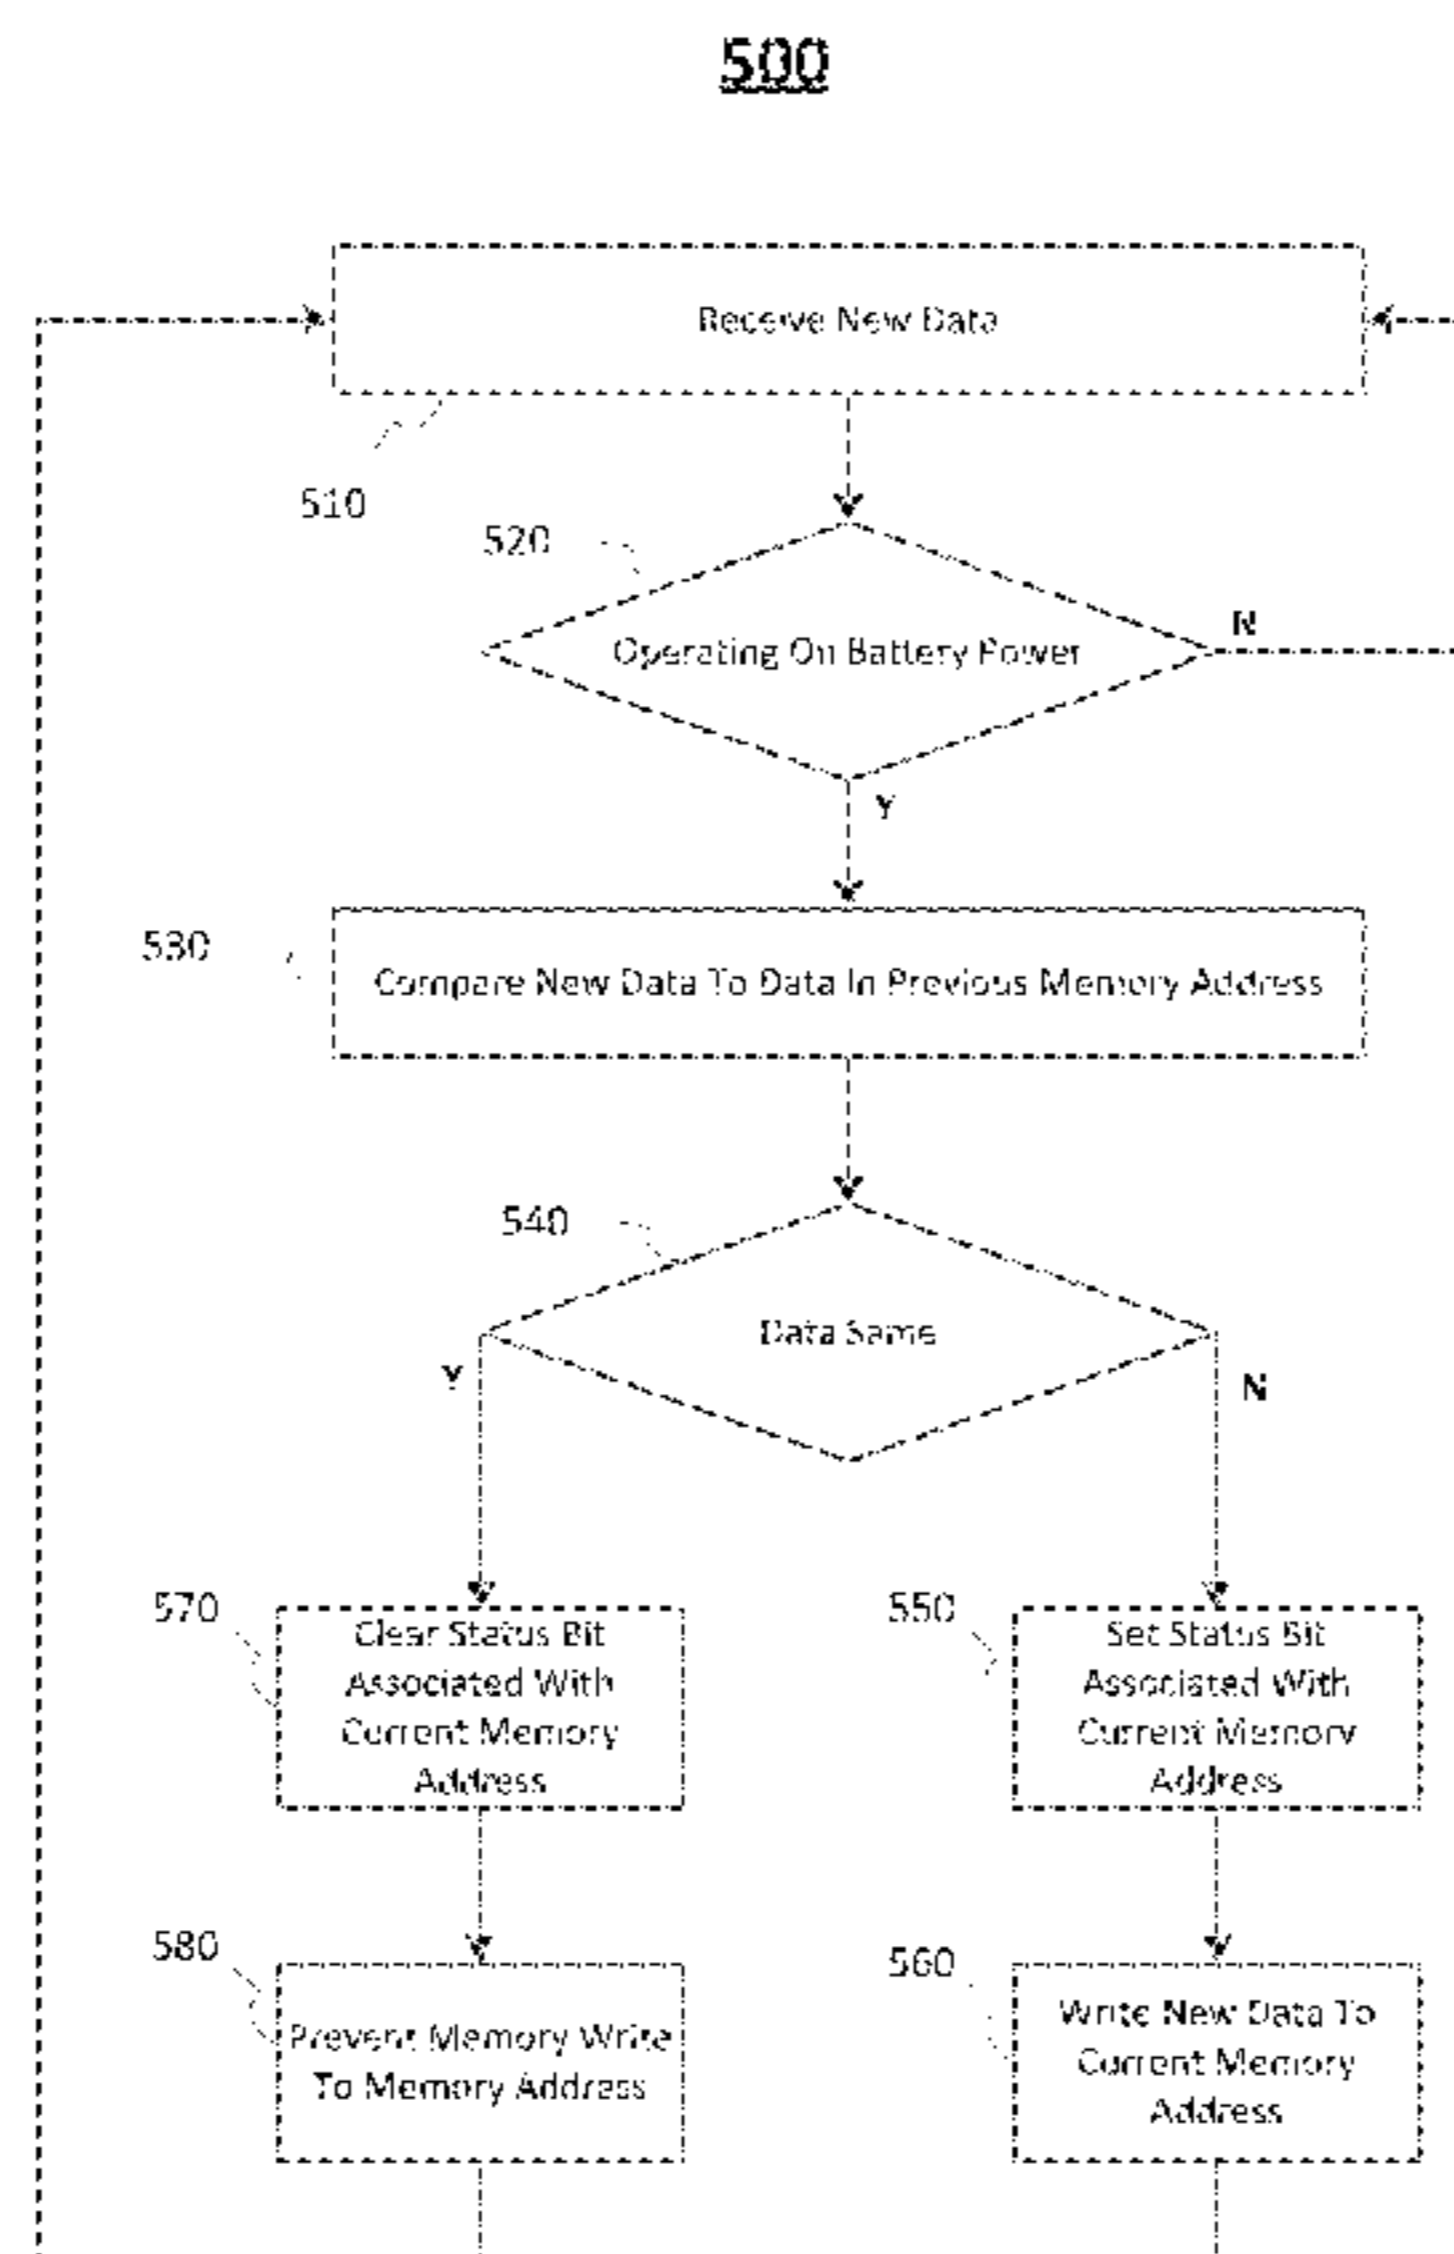 500
Receive New Data
510
520
N
Operating On Battery Power
Y
530
Compare New Data To Data In Previous Memory Address
540
Data Same
Y
N
570
Clear Status Bit
Associated With
Current Memory
Address
550
Set Status Bit
Associated With
Current Memory
Address
580
Prevent Memory Write
To Memory Address
560
Write New Data To
Current Memory
Address